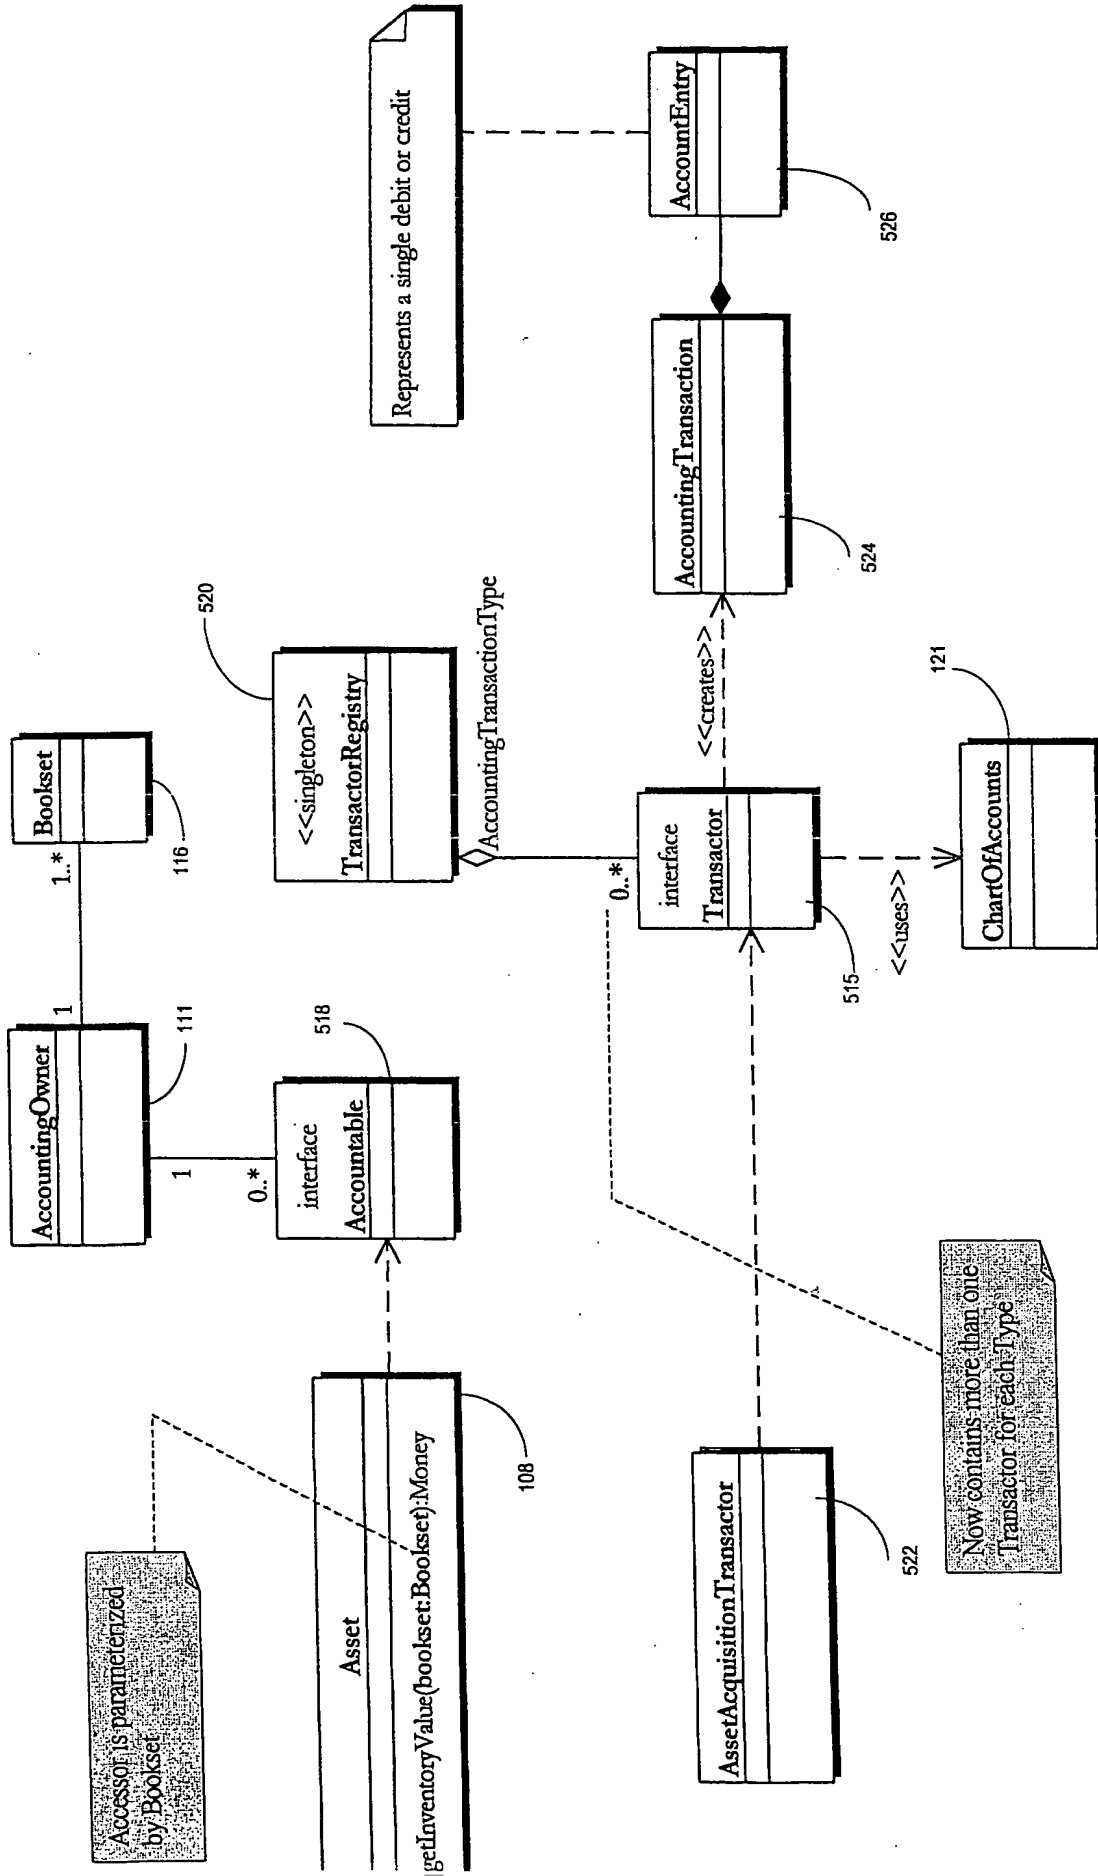 Accessor is parameterized
by Bookset
AccountingOwner
1
1..*
Bookset
111
116
1
0..*
Asset
getInventoryValue(bookset:Bookset):Money
108
interface
Accountable
518
<<singleton>>
TransactorRegistry
520
AccountingTransactionType
Represents a single debit or credit
0..*
AssetAcquisitionTransactor
522
interface
Transactor
515
<<creates>>
AccountingTransaction
524
AccountEntry
526
<<uses>>
Now contains more than one
Transactor for each Type
ChartOfAccounts
121